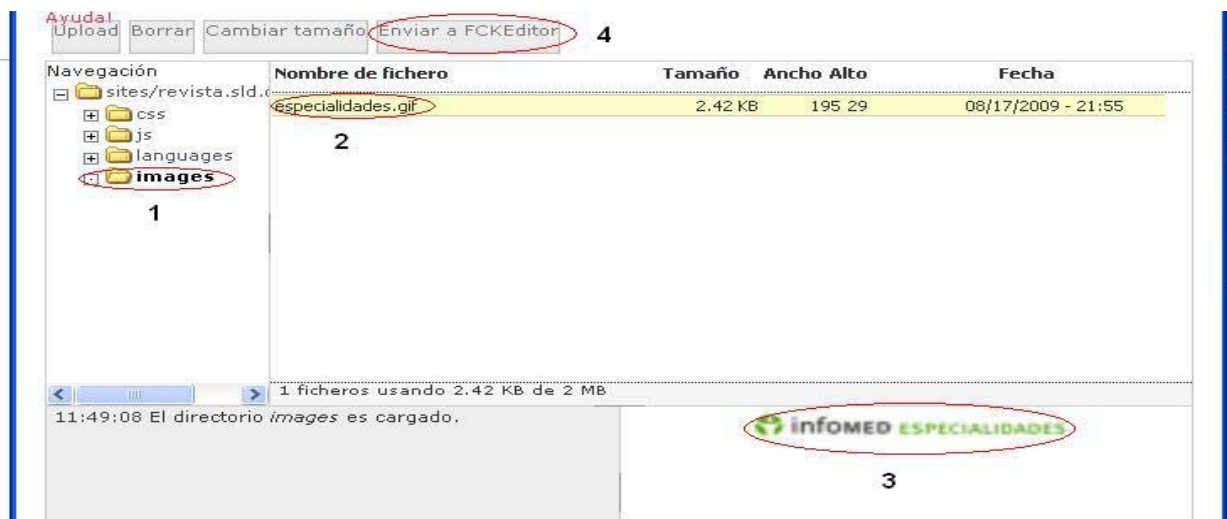 Ayuda!
Upload Borrar Cambiar tamaño Enviar a FCKEditor 4
Navegación Nombre de fichero Tamaño Ancho Alto Fecha
sites/revista.sld.c
especialidades.gif 2.42 KB 195 29 08/17/2009 - 21:55
css
js
2
languages
images
1
1 ficheros usando 2.42 KB de 2 MB
11:49:08 El directorio images es cargado.
infoMED ESPECIALIDADES
3